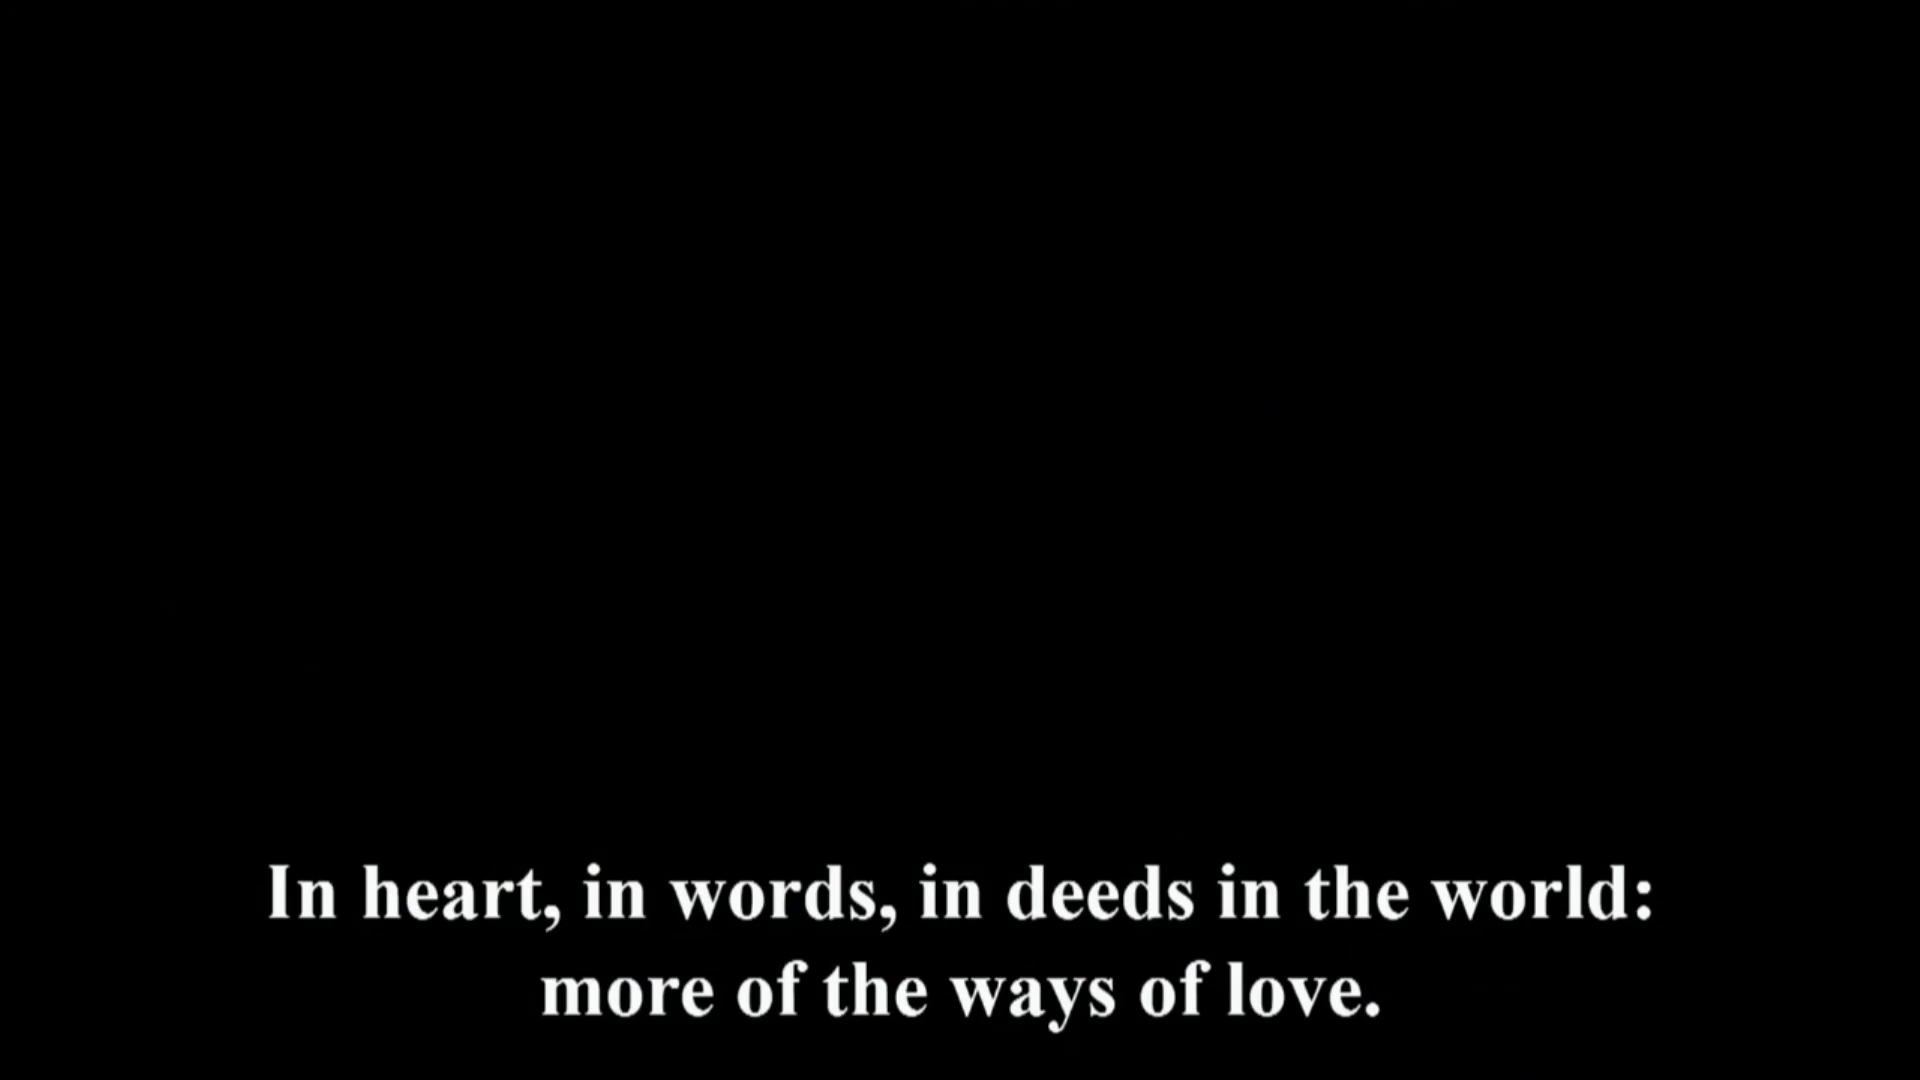 In heart, in words, in deeds in the world:
more of the ways of love.